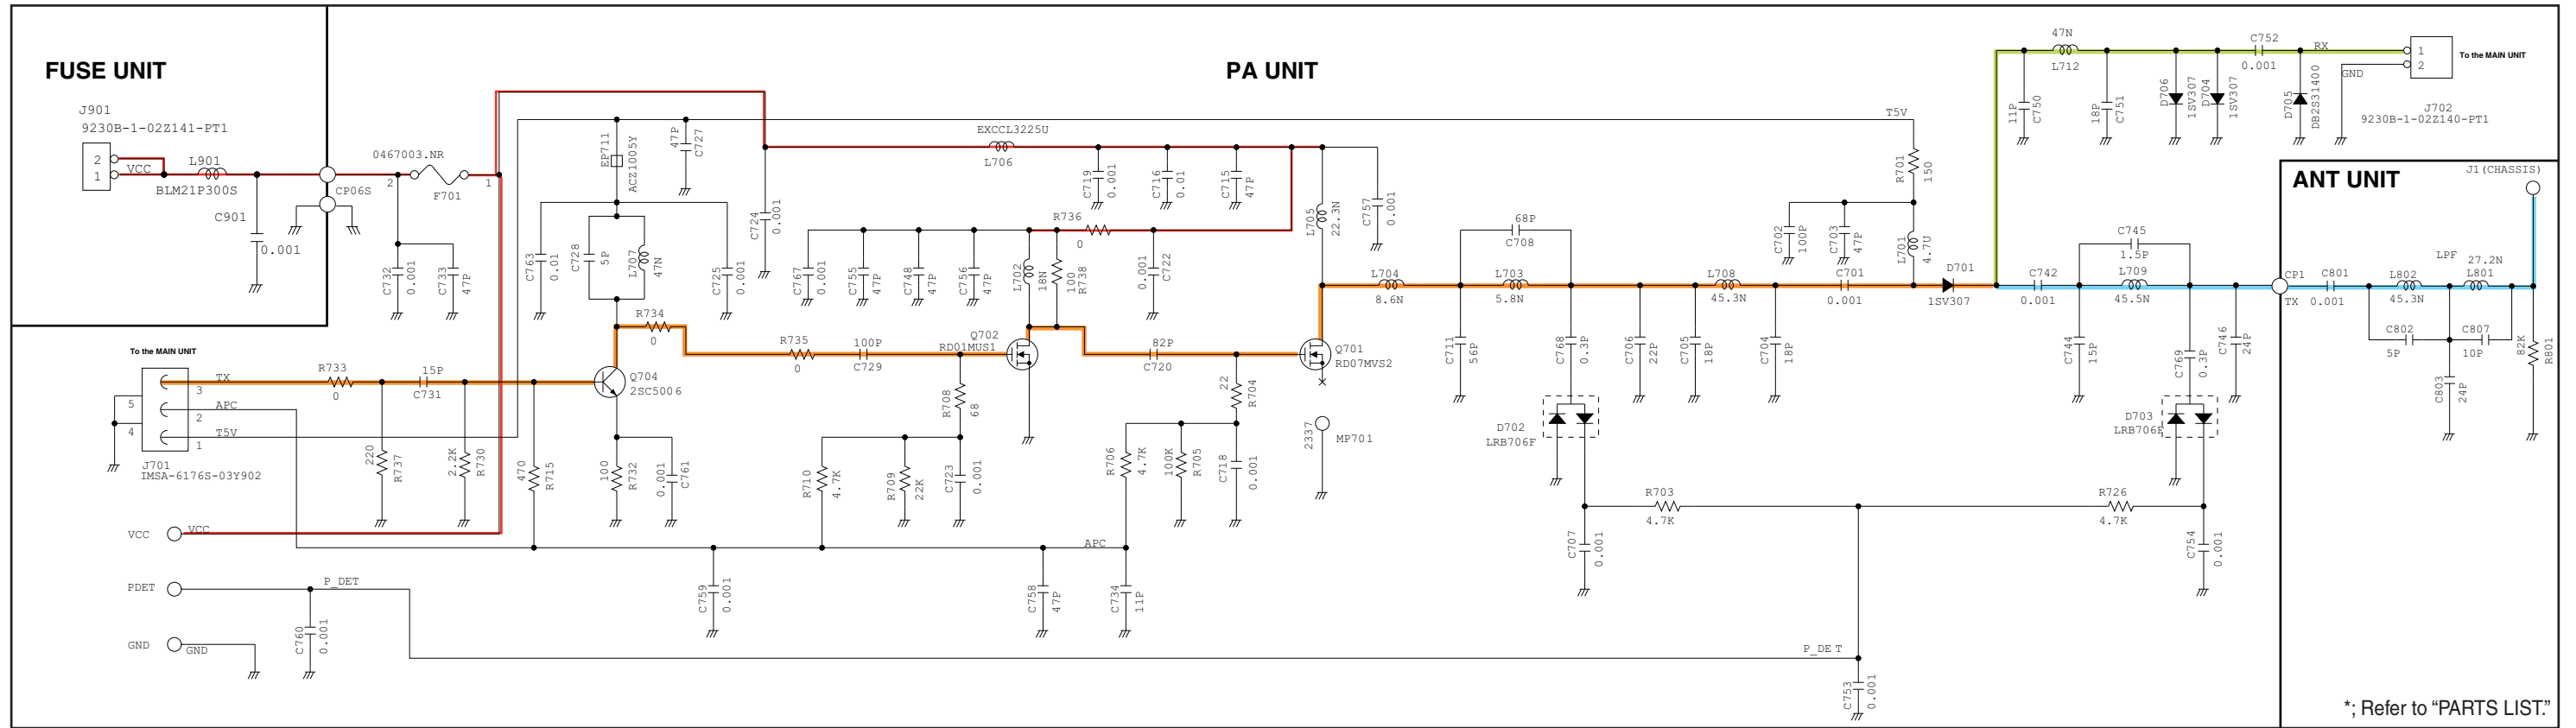 FUSE UNIT
J901
9230B-1-02Z141-PT1
2
1
VCC
L901
BLM21P300S
C901
0.001
CP06S
0467003.NR
2
1
F701
C732
0.001
C733
47P
PA UNIT
EP711
ACZ1005Y
47P
C727
C763
0.01
C728
5P
L707
47N
C725
0.001
C724
0.001
EXCCL3225U
L706
C719
0.001
C716
0.01
C715
47P
R736
0
C767
0.001
C755
47P
C748
47P
C756
47P
L702
18N
100
R738
0.001
C722
L705
22.3N
C757
0.001
T5V
R701
150
C702
100P
C703
47P
L701
4.7U
47N
L712
11P
C750
18P
C751
D706
1SV307
D704
1SV307
C752
0.001
RX
D705
DB2S31400
GND
1
2
To the MAIN UNIT
J702
9230B-1-02Z140-PT1
ANT UNIT
J1(CHASSIS)
L704
8.6N
68P
C708
L703
5.8N
L708
45.3N
C701
0.001
D701
1SV307
C742
0.001
C745
1.5P
L709
45.5N
CP1
TX
C801
0.001
LPF
L802
45.3N
27.2N
L801
C802
5P
C807
10P
C803
24P
82K
R801
To the MAIN UNIT
TX
3
5
APC
2
4
T5V
1
J701
IMSA-6176S-03Y902
R733
0
15P
C731
220
R737
2.2K
R730
470
R715
Q704
2SC5006
R734
0
100
R732
0.001
C761
R735
0
100P
C729
Q702
RD01MUS1
R708
68
R710
4.7K
R709
22K
C723
0.001
82P
C720
Q701
RD07MVS2
22
R704
R706
4.7K
100K
R705
C718
0.001
2337
MP701
C711
56P
C768
0.3P
C706
22P
C705
18P
C704
18P
D702
LRB706F
C744
15P
C769
0.3P
C746
24P
D703
LRB706F
R703
4.7K
R726
4.7K
C707
0.001
C754
0.001
VCC
VCC
APC
C759
0.001
C758
47P
C734
11P
PDET
P_DET
C760
0.001
GND
GND
P_DET
C753
0.001
*; Refer to “PARTS LIST.”